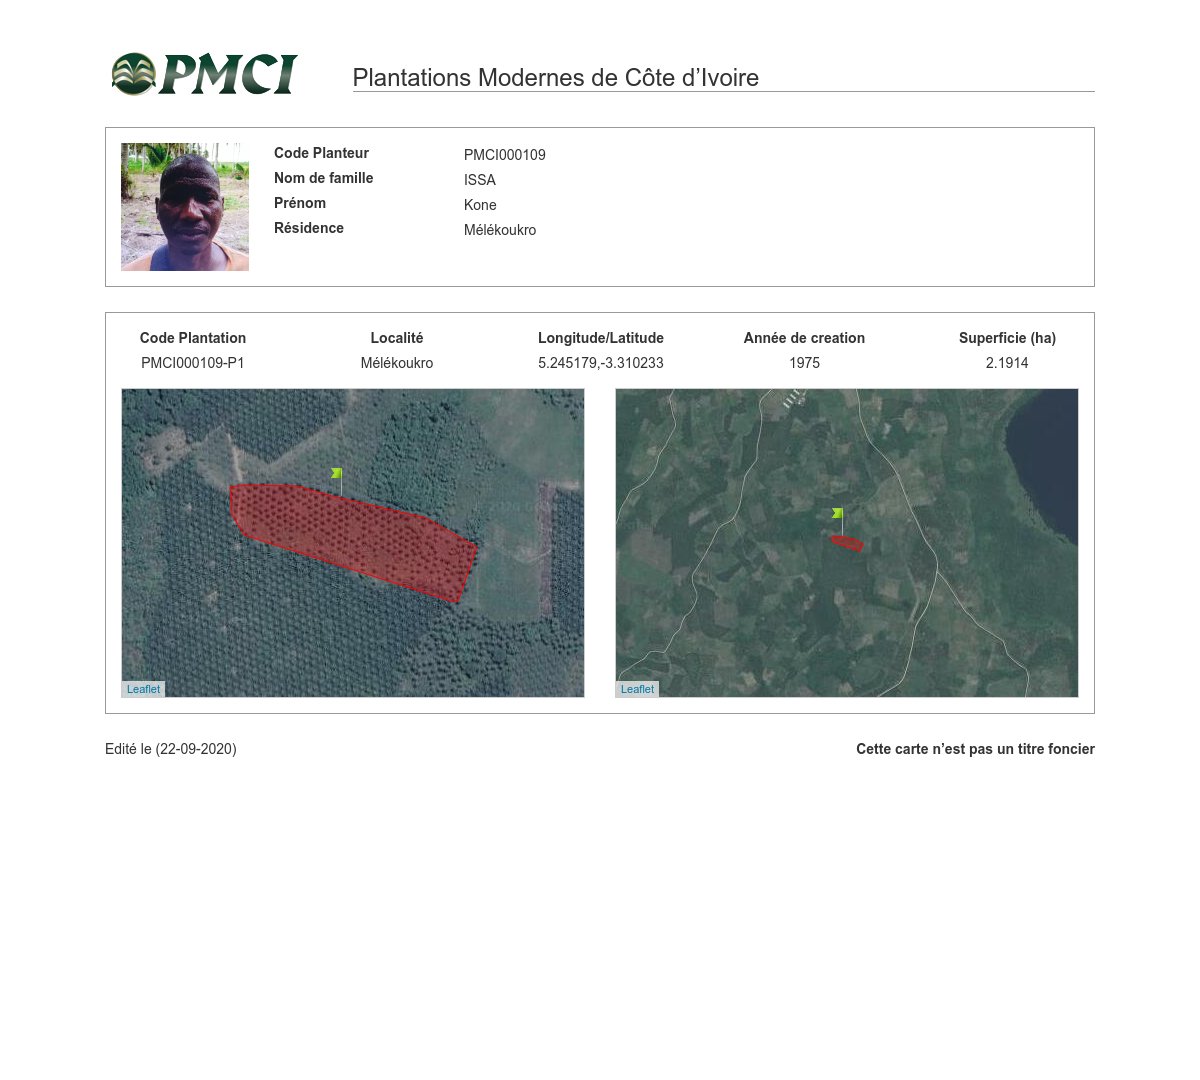 PMCI
Plantations Modernes de Côte d’Ivoire
Code Planteur PMCI000109
Nom de famille ISSA
Prénom Kone
Résidence Mélékoukro
Code Plantation Localité Longitude/Latitude Année de creation Superficie (ha)
PMCI000109-P1 Mélékoukro 5.245179,-3.310233 1975 2.1914
Leaflet Leaflet
Edité le (22-09-2020) Cette carte n’est pas un titre foncier